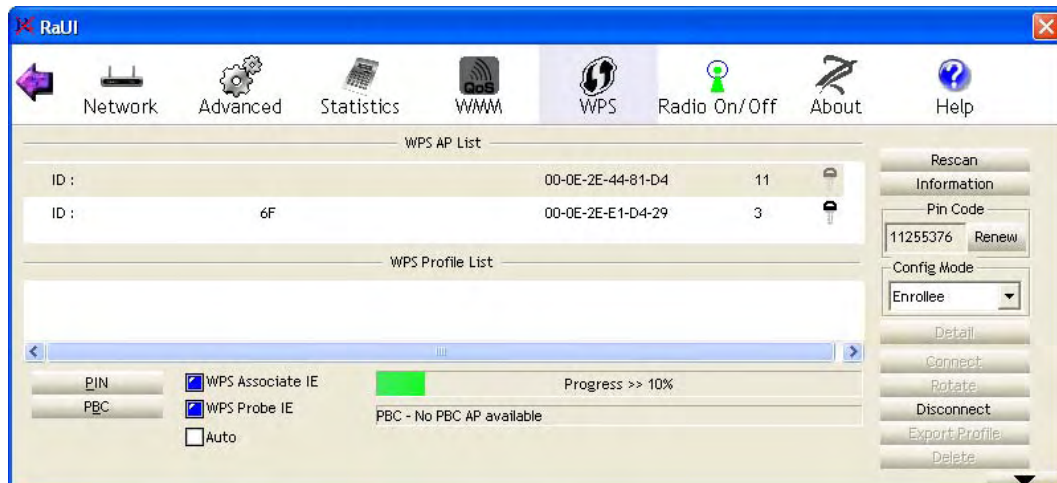 RaUI
Network Advanced Statistics WMM WPS Radio On/Off About Help
QoS
WPS AP List
ID : 00-0E-2E-44-81-D4 11
ID : 6F 00-0E-2E-E1-D4-29 3
Rescan
Information
Pin Code
11255376 Renew
WPS Profile List
Config Mode
Enrollee
Detail
Connect
Rotate
Disconnect
Export Profile
Delete
PIN
PBC
WPS Associate IE
WPS Probe IE
Auto
Progress >> 10%
PBC - No PBC AP available